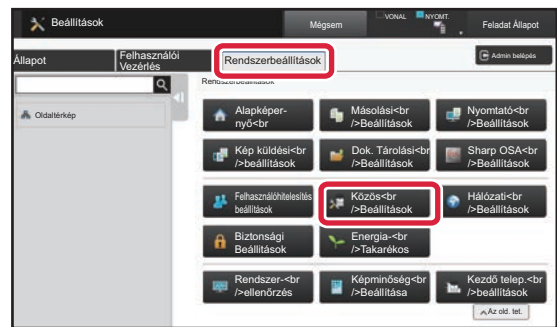 Beállítások
Mégsem
VONAL
NYOMT.
Feladat Állapot
Állapot
Felhasználói
Vezérlés
Rendszerbeállítások
Admin belépés
Rendszerbeállítások
Oldaltérkép
Alapképer-
nyő<br
Másolási<br
/>Beállítások
Nyomtató<br
/>Beállítások
Kép küldési<br
/>beállítások
Dok. Tárolási<br
/>Beállítások
Sharp OSA<br
/>Beállítások
Felhasználóhitelesítés
beállítások
Közös<br
/>Beállítások
Hálózati<br
/>Beállítások
Biztonsági
Beállítások
Energia-<br
/>Takarékos
Rendszer-<br
/>ellenőrzés
Képminőség<br
/>Beállítása
Kezdő telep.<br
/>beállítások
Az old. tet.